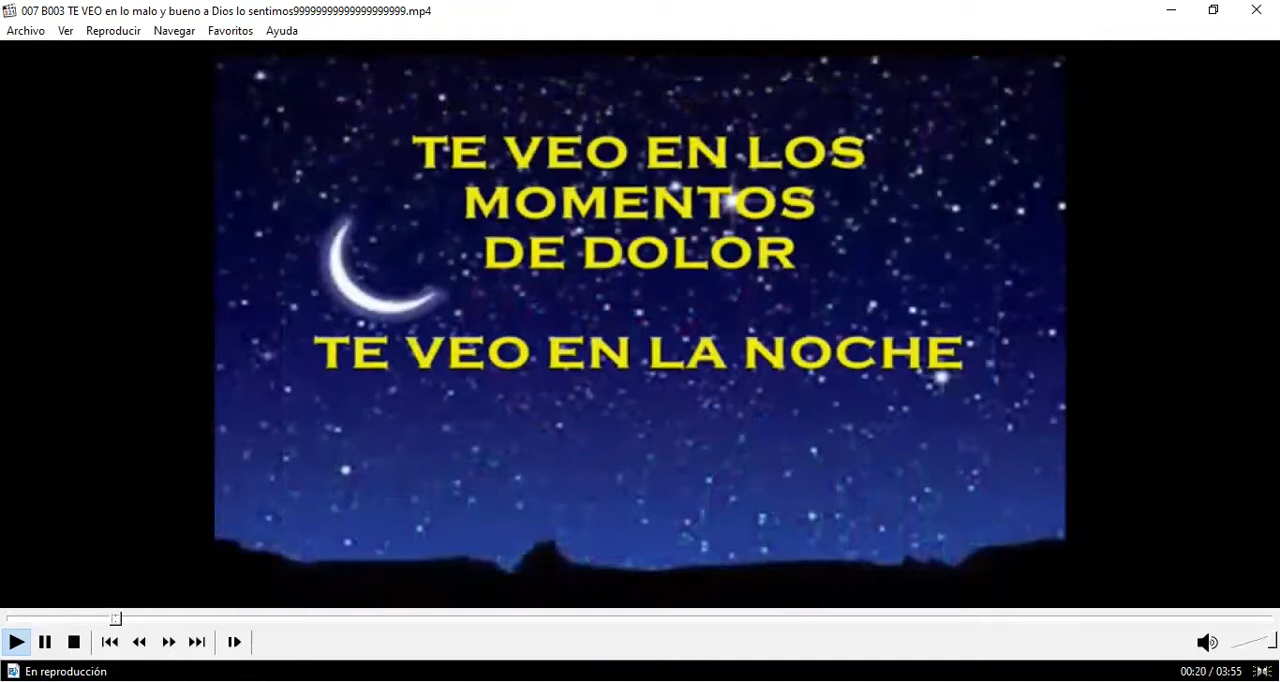 007 B003 TE VEO en lo malo y bueno a Dios lo sentimos99999999999999999999.mp4
Archivo Ver Reproducir Navegar Favoritos Ayuda
TE VEO EN LOS
MOMENTOS
DE DOLOR
TE VEO EN LA NOCHE
En reproducción 00:20 / 03:55